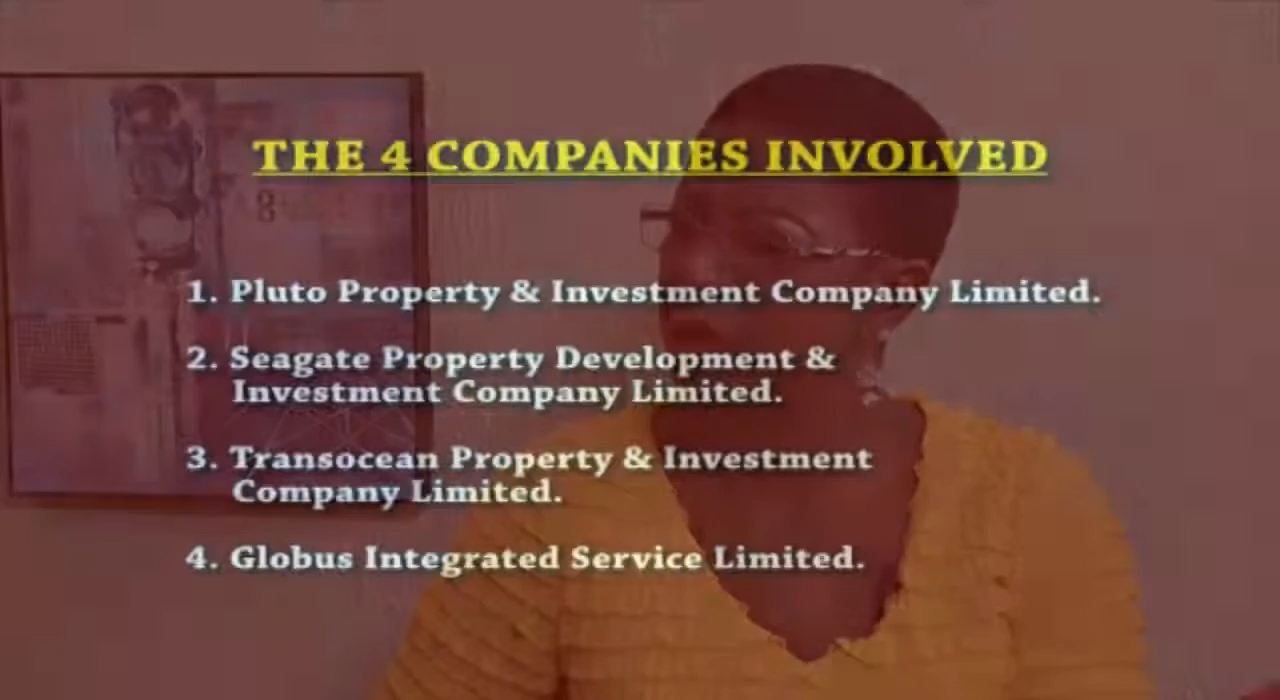 THE 4 COMPANIES INVOLVED
1. Pluto Property & Investment Company Limited.
2. Seagate Property Development &
Investment Company Limited.
3. Transocean Property & Investment
Company Limited.
4. Globus Integrated Service Limited.